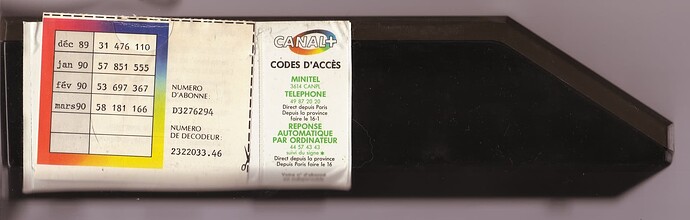 déc 89 31 476 110
jan 90 57 851 555
fév 90 53 697 367
mars90 58 181 166
NUMERO
D'ABONNE
D3276294
NUMERO
DE DECODEUR:
2322033.46
CANAL+
CODES D'ACCÈS
MINITEL
3614 CANPL
TELEPHONE
49 87 20 20
Direct depuis Paris
Depuis la province
faire le 16-1
REPONSE
AUTOMATIQUE
PAR ORDINATEUR
44 57 43 43
suivi du signe *
Direct depuis la province
Depuis Paris faire le 16